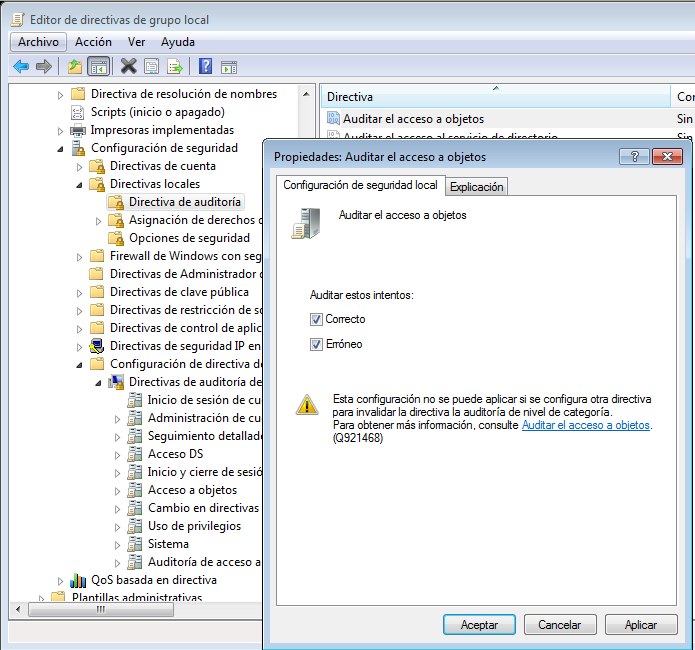 Editor de directivas de grupo local
Archivo Acción Ver Ayuda
Directiva de resolución de nombres
Scripts (inicio o apagado)
Impresoras implementadas
Configuración de seguridad
Directivas de cuenta
Directivas locales
Directiva de auditoría
Asignación de derechos
Opciones de seguridad
Firewall de Windows con seg
Directivas de Administrador
Directivas de clave pública
Directivas de restricción de
Directivas de control de aplic
Directivas de seguridad IP en
Configuración de directiva de
Directivas de auditoría de
Inicio de sesión de cu
Administración de cu
Seguimiento detallad
Acceso DS
Inicio y cierre de sesió
Acceso a objetos
Cambio en directivas
Uso de privilegios
Sistema
Auditoría de acceso a
QoS basada en directiva
Plantillas administrativas
Directiva Cor
Auditar el acceso a objetos Sin
Auditar el acceso al servicio de directorio Sin
Propiedades: Auditar el acceso a objetos
Configuración de seguridad local Explicación
Auditar el acceso a objetos
Auditar estos intentos:
Correcto
Erróneo
Esta configuración no se puede aplicar si se configura otra directiva
para invalidar la directiva la auditoría de nivel de categoría.
Para obtener más información, consulte Auditar el acceso a objetos.
(Q921468)
Aceptar Cancelar Aplicar